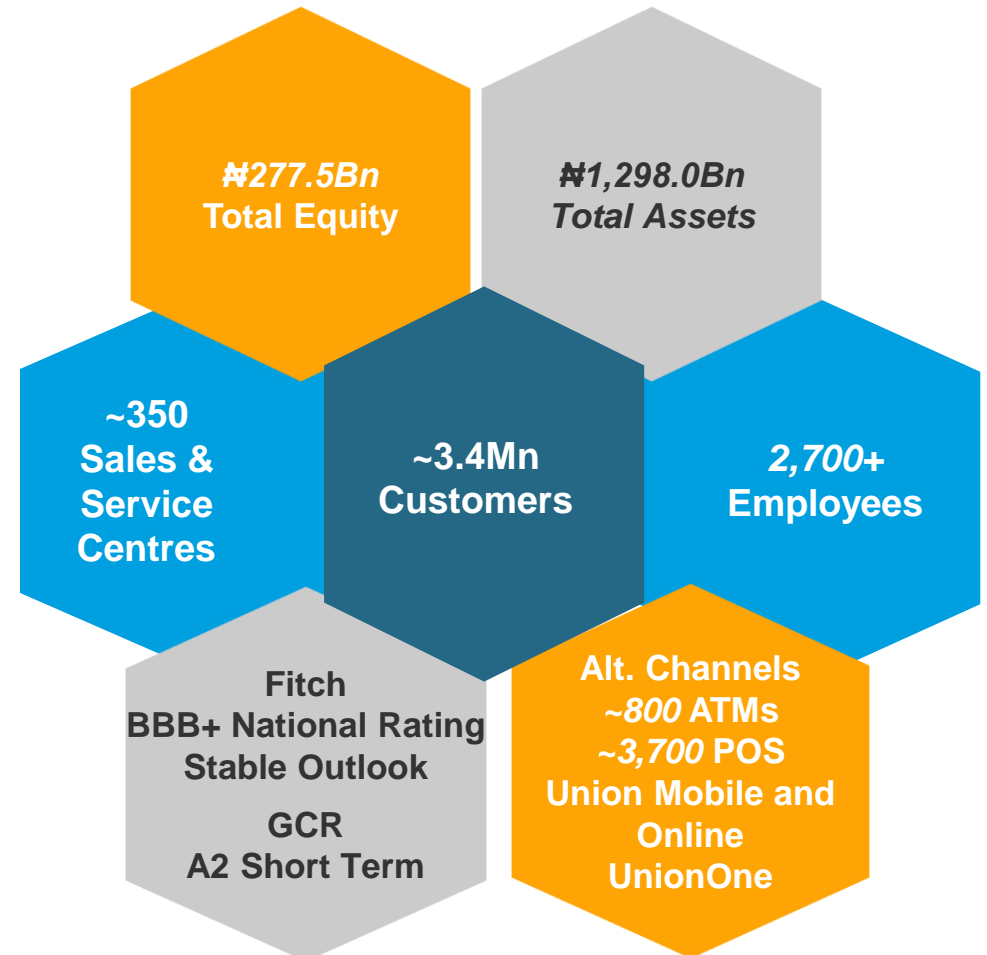 ₦277.5Bn
Total Equity
₦1,298.0Bn
Total Assets
~350
Sales &
Service
Centres
~3.4Mn
Customers
2,700+
Employees
Fitch
BBB+ National Rating
Stable Outlook
GCR
A2 Short Term
Alt. Channels
~800 ATMs
~3,700 POS
Union Mobile and
Online
UnionOne